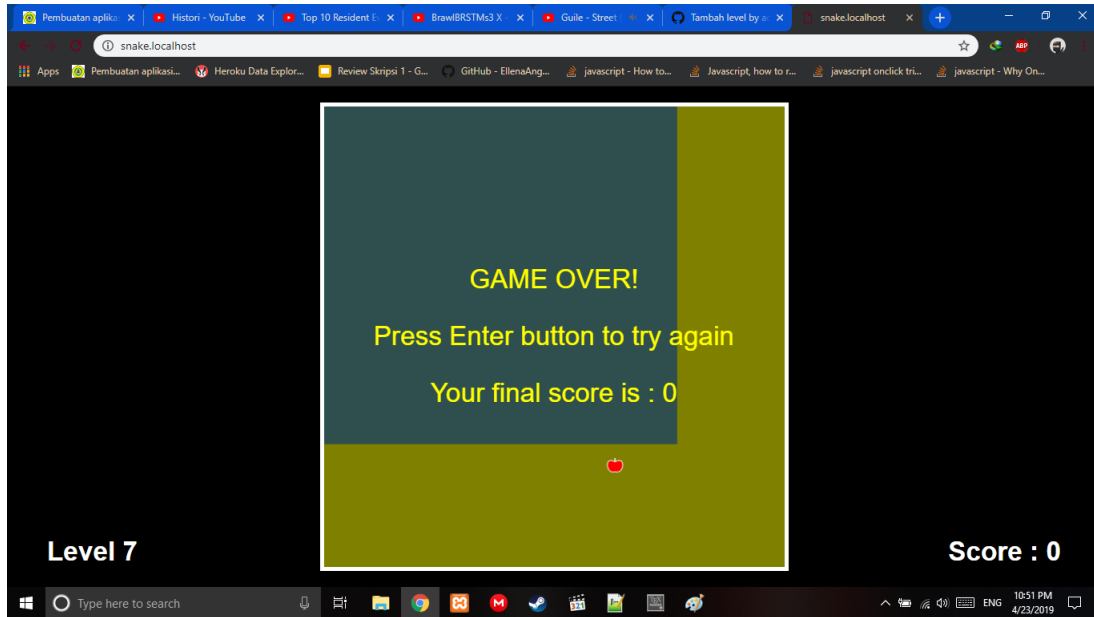 Pembuatan aplika
Histori - YouTube
Top 10 Resident E
BrawlBRSTMs3 X -
Guile - Street
Tambah level by a
snake.localhost
snake.localhost
ABP
Apps
Pembuatan aplikasi...
Heroku Data Explor...
Review Skripsi 1 - G...
GitHub - EllenaAng...
javascript - How to...
Javascript, how to r...
javascript onclick tri...
javascript - Why On...
GAME OVER!
Press Enter button to try again
Your final score is : 0
Level 7
Score : 0
Type here to search
ENG
10:51 PM
4/23/2019